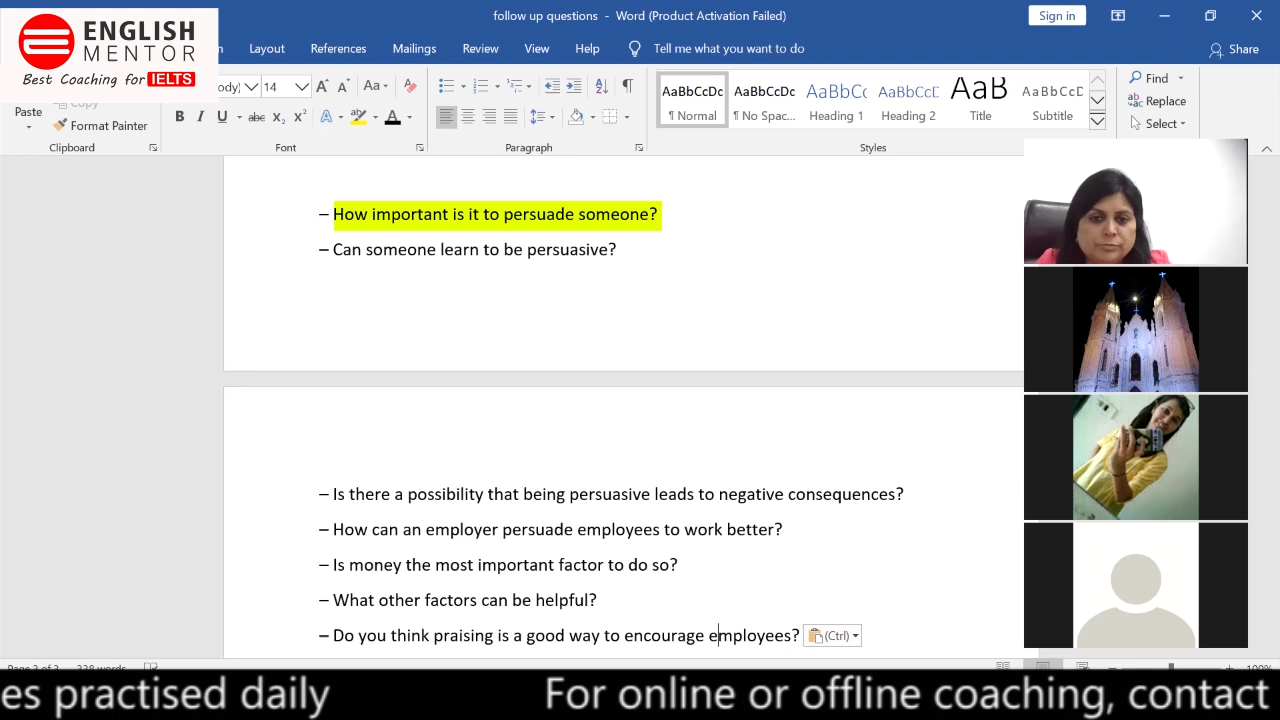 follow up questions - Word (Product Activation Failed)
Sign in
ENGLISH
MENTOR
Best Coaching for IELTS
Layout References Mailings Review View Help Tell me what you want to do Share
14 Aa
Paste
Copy
Format Painter
B I U abc X₂ X² A A
AaBbCcDc AaBbCcDc AaBbCc AaBbCcD AaB AaBbCcD
¶ Normal ¶ No Spac... Heading 1 Heading 2 Title Subtitle
Find
Replace
Select
Clipboard Font Paragraph Styles
– How important is it to persuade someone?
– Can someone learn to be persuasive?
– Is there a possibility that being persuasive leads to negative consequences?
– How can an employer persuade employees to work better?
– Is money the most important factor to do so?
– What other factors can be helpful?
– Do you think praising is a good way to encourage employees? (Ctrl)
es practised daily For online or offline coaching, contact